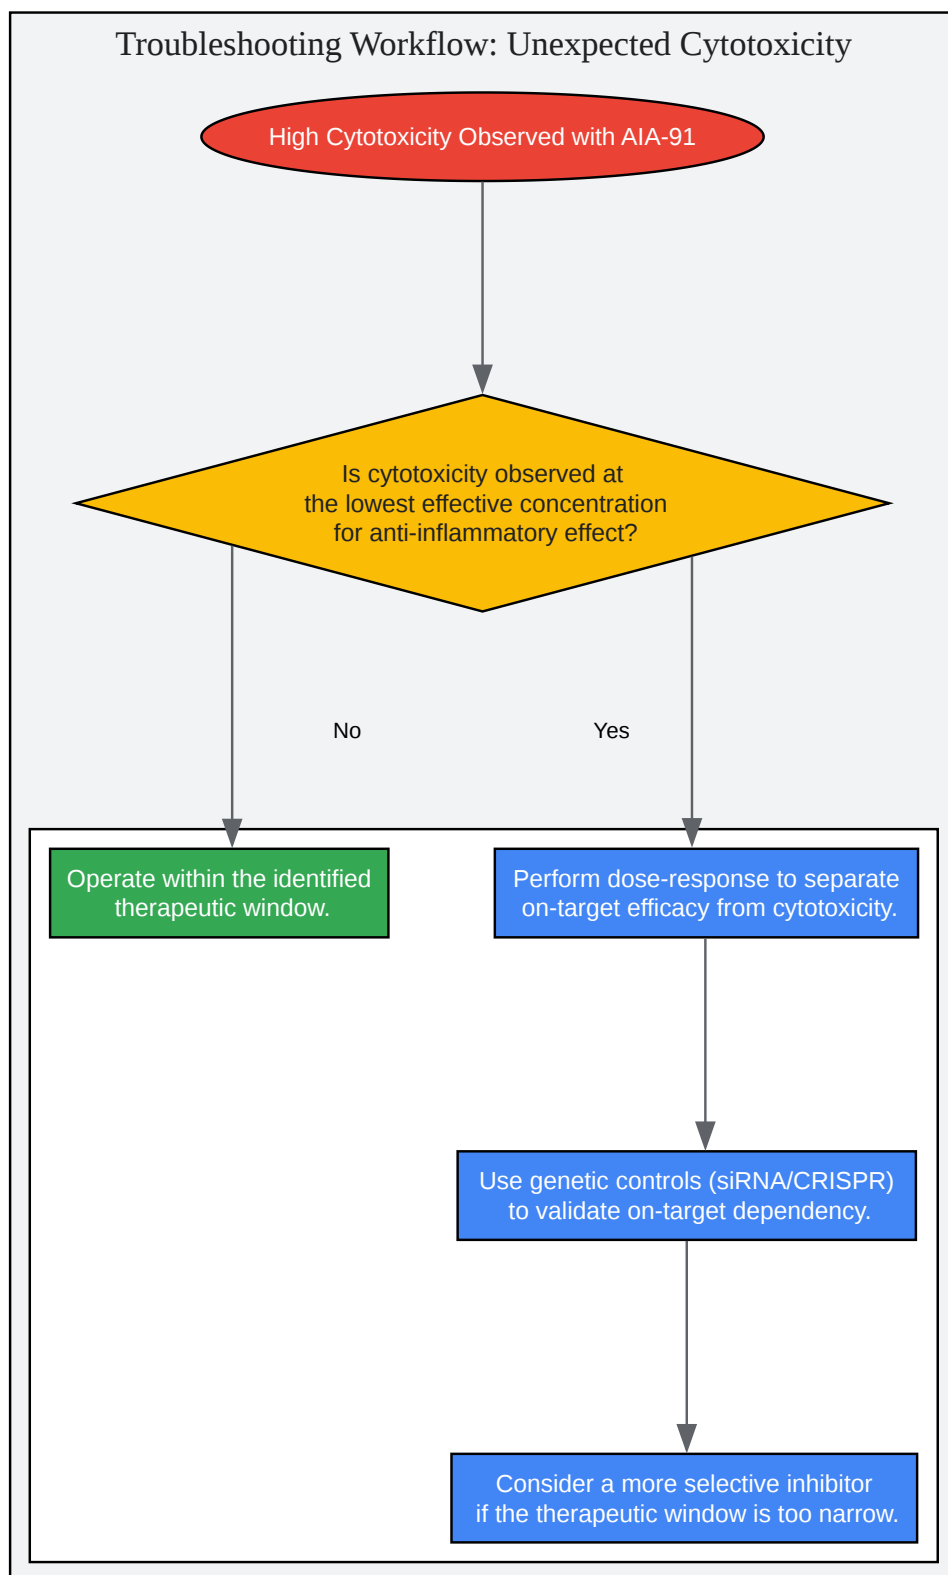 Troubleshooting Workflow: Unexpected Cytotoxicity
High Cytotoxicity Observed with AIA-91
Is cytotoxicity observed at
the lowest effective concentration
for anti-inflammatory effect?
No
Yes
Operate within the identified
therapeutic window.
Perform dose-response to separate
on-target efficacy from cytotoxicity.
Use genetic controls (siRNA/CRISPR)
to validate on-target dependency.
Consider a more selective inhibitor
if the therapeutic window is too narrow.